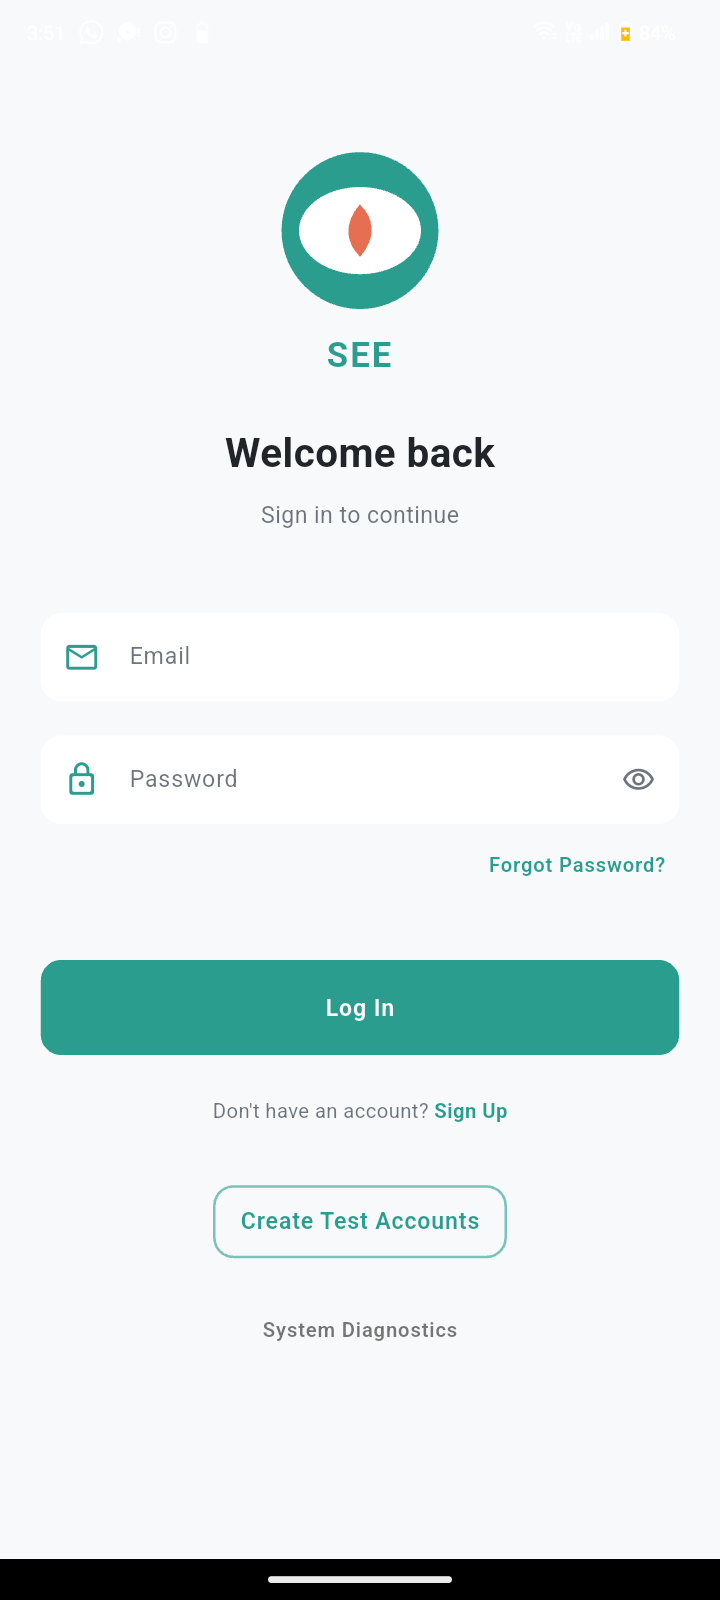 3:51 84%
SEE
Welcome back
Sign in to continue
Email
Password
Forgot Password?
Log In
Don't have an account? Sign Up
Create Test Accounts
System Diagnostics